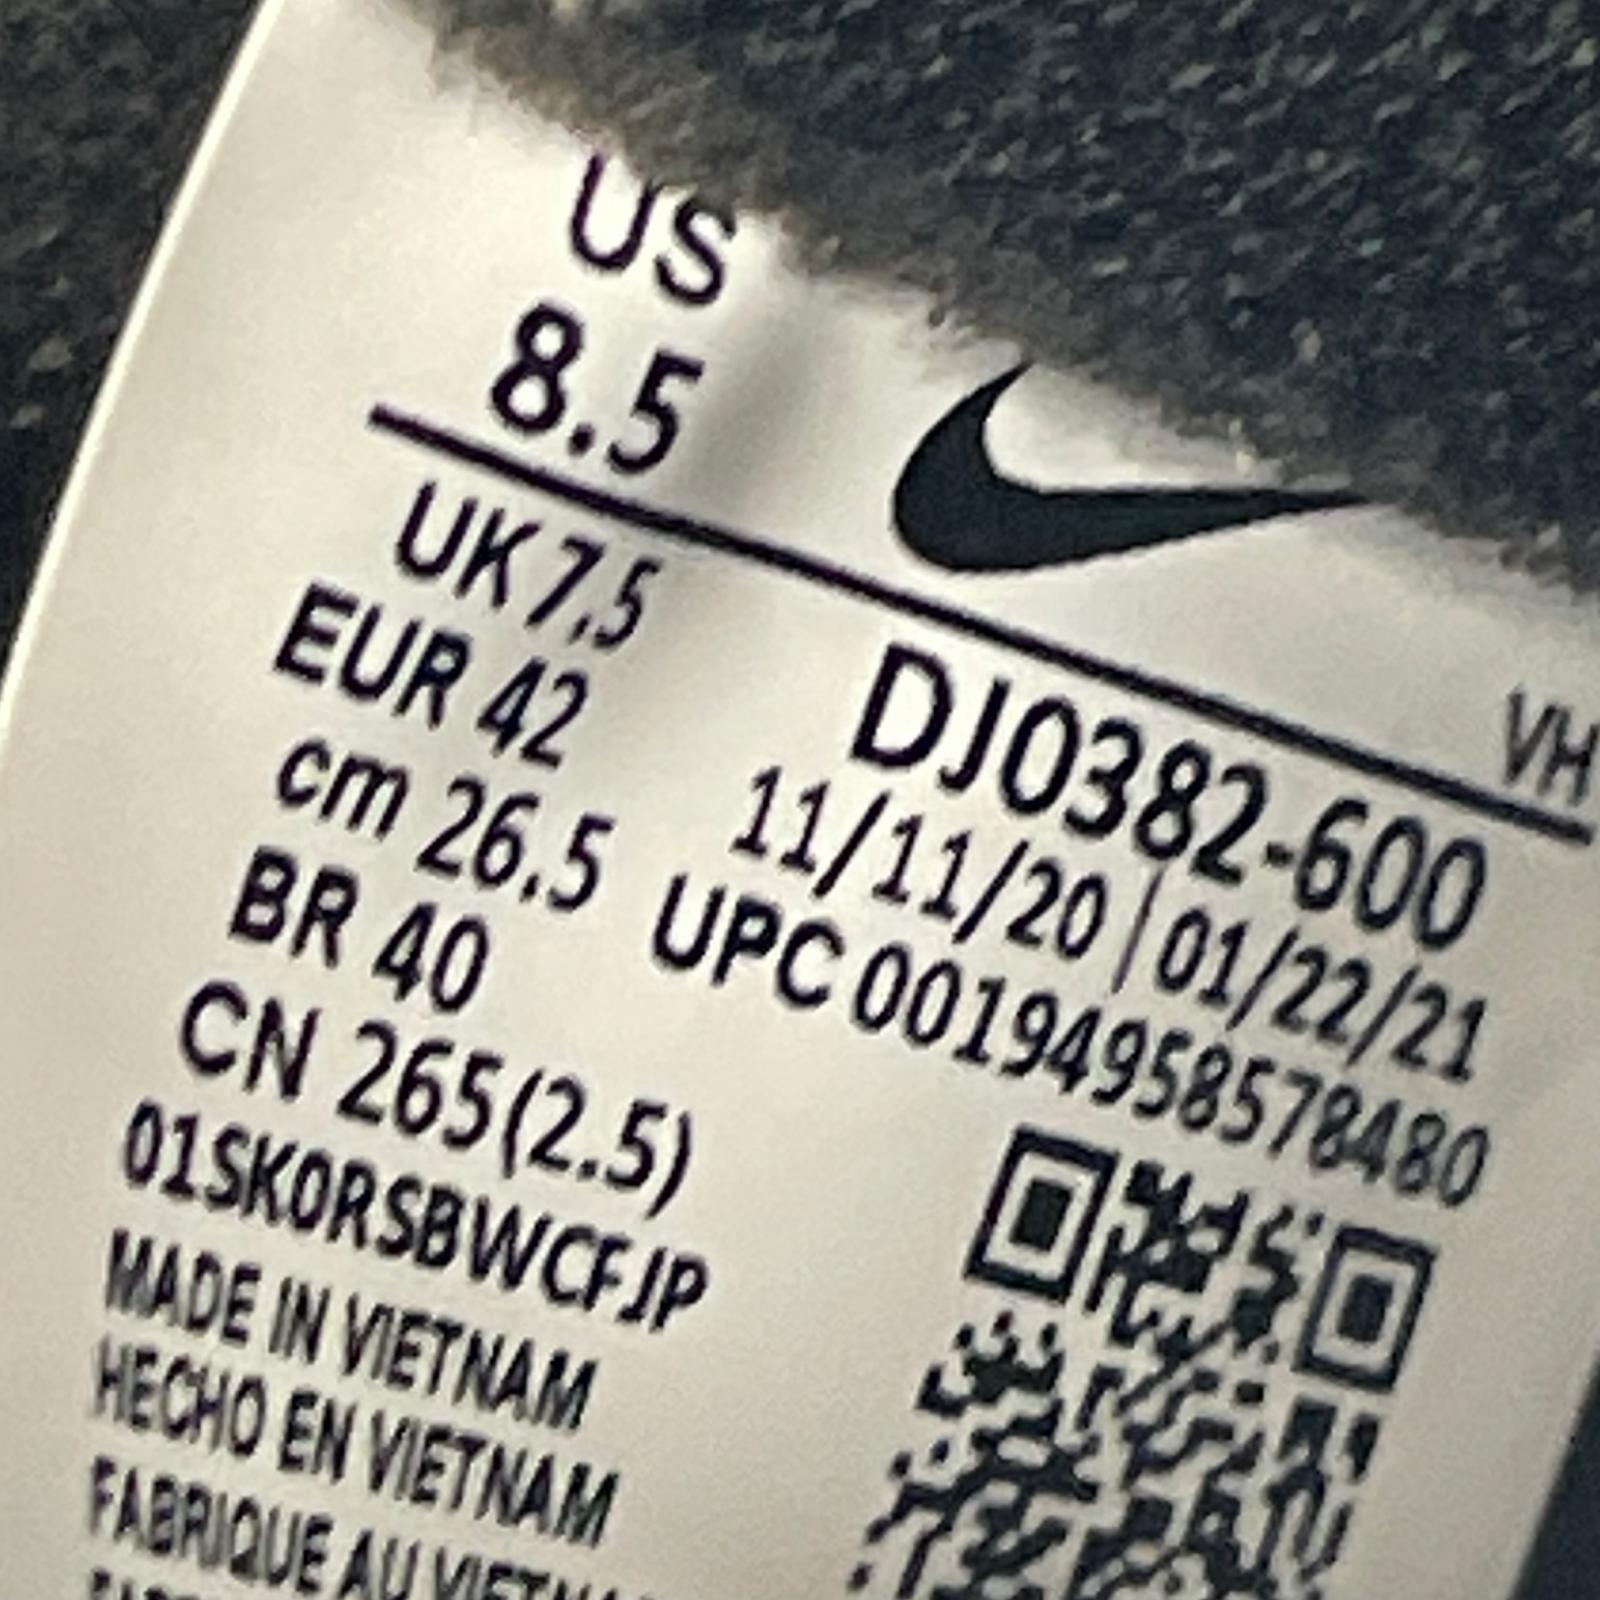 US
8.5
UK 7.5
EUR 42
cm 26.5
BR 40
CN 265(2.5)
01SK0RSBWCFJP
MADE IN VIETNAM
HECHO EN VIETNAM
FABRIQUE AU VIETNAM
VH
DJ0382-600
11/11/20 | 01/22/21
UPC 00194958578480